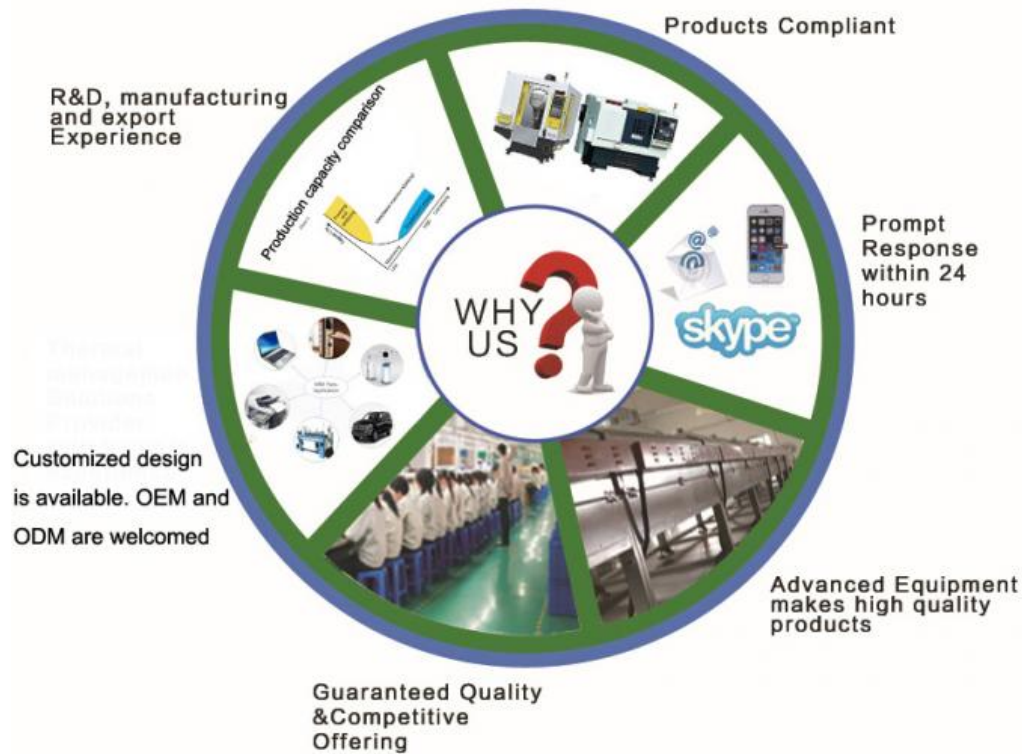 Products Compliant
R&D, manufacturing
and export
Experience
Production capacity comparison
Prompt
Response
within 24
hours
skype
WHY
US
Customized design
is available. OEM and
ODM are welcomed
Advanced Equipment
makes high quality
products
Guaranteed Quality
&Competitive
Offering